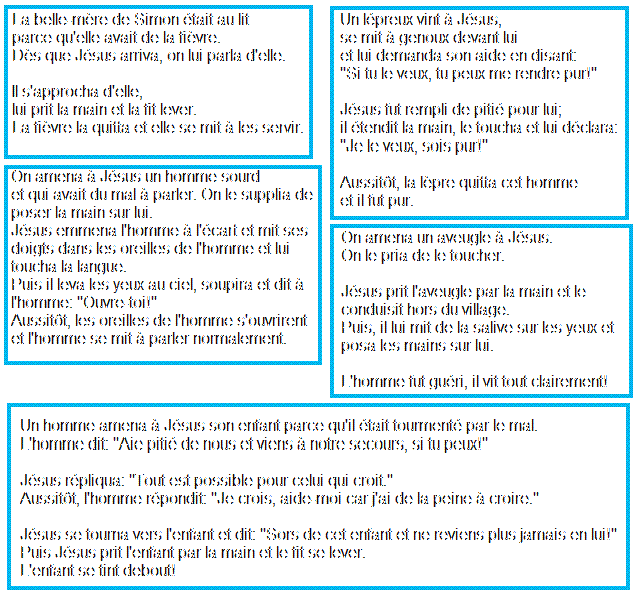 La belle-mère de Simon était au lit
parce qu'elle avait de la fièvre.
Dès que Jésus arriva, on lui parla d'elle.
Il s'approcha d'elle,
lui prit la main et la fit lever.
La fièvre la quitta et elle se mit à les servir.
Un lépreux vint à Jésus,
se mit à genoux devant lui
et lui demanda son aide en disant:
"Si tu le veux, tu peux me rendre pur!"
Jésus fut rempli de pitié pour lui;
il étendit la main, le toucha et lui déclara:
"Je le veux, sois pur!"
Aussitôt, la lèpre quitta cet homme
et il fut pur.
On amena à Jésus un homme sourd
et qui avait du mal à parler. On le supplia de
poser la main sur lui.
Jésus emmena l'homme à l'écart et mit ses
doigts dans les oreilles de l'homme et lui
toucha la langue.
Puis il leva les yeux au ciel, soupira et dit à
l'homme: "Ouvre-toi!"
Aussitôt, les oreilles de l'homme s'ouvrirent
et l'homme se mit à parler normalement.
On amena un aveugle à Jésus.
On le pria de le toucher.
Jésus prit l'aveugle par la main et le
conduisit hors du village.
Puis, il lui mit de la salive sur les yeux et
posa les mains sur lui.
L'homme fut guéri, il vit tout clairement!
Un homme amena à Jésus son enfant parce qu'il était tourmenté par le mal.
L'homme dit: "Aie pitié de nous et viens à notre secours, si tu peux!"
Jésus répliqua: "Tout est possible pour celui qui croit."
Aussitôt, l'homme répondit: "Je crois, aide-moi car j'ai de la peine à croire."
Jésus se tourna vers l'enfant et dit: "Sors de cet enfant et ne reviens plus jamais en lui!"
Puis Jésus prit l'enfant par la main et le fit se lever.
L'enfant se tint debout!